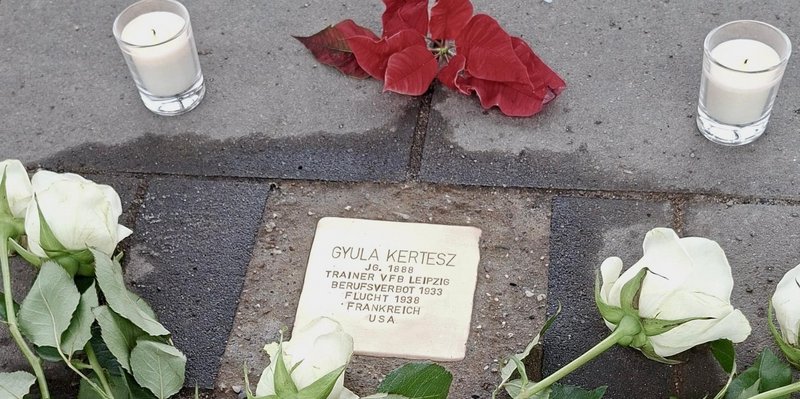 GYULA KERTESZ
JG. 1888
TRAINER VFB LEIPZIG
BERUFSVERBOT 1933
FLUCHT 1938
FRANKREICH
USA